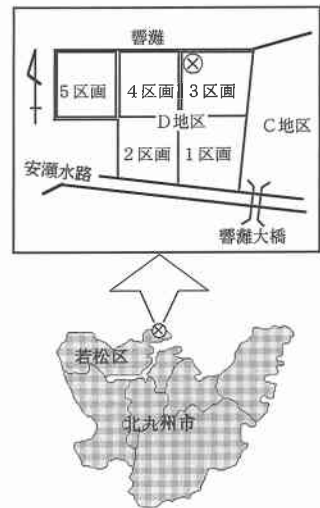 響灘
5区画
4区画
3区画
D地区
C地区
2区画
1区画
安瀬水路
響灘大橋
若松区
北九州市